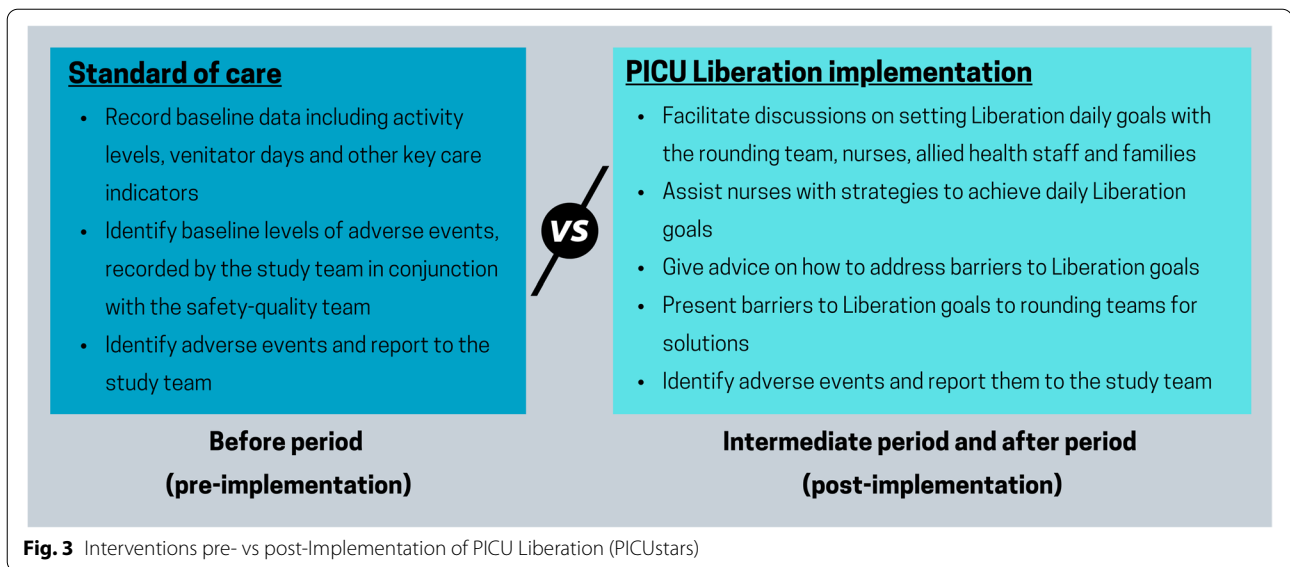 Standard of care
• Record baseline data including activity
levels, venitator days and other key care
indicators
• Identify baseline levels of adverse events,
recorded by the study team in conjunction
with the safety-quality team
• Identify adverse events and report to the
study team
Before period
(pre-implementation)
VS
PICU Liberation implementation
• Facilitate discussions on setting Liberation daily goals with
the rounding team, nurses, allied health staff and families
• Assist nurses with strategies to achieve daily Liberation
goals
• Give advice on how to address barriers to Liberation goals
• Present barriers to Liberation goals to rounding teams for
solutions
• Identify adverse events and report them to the study team
Intermediate period and after period
(post-implementation)
Fig. 3 Interventions pre- vs post-Implementation of PICU Liberation (PICUstars)